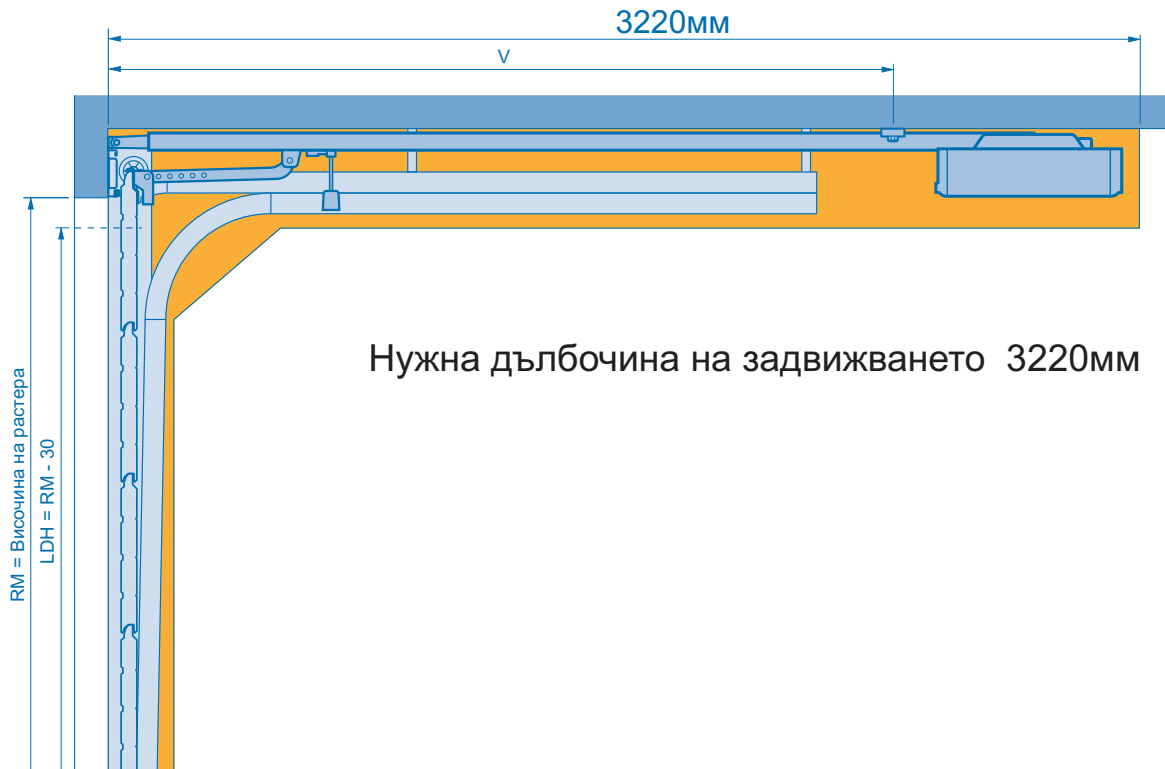 3220мм
V
Нужна дълбочина на задвижването 3220мм
RM = Височина на растера
LDH = RM - 30